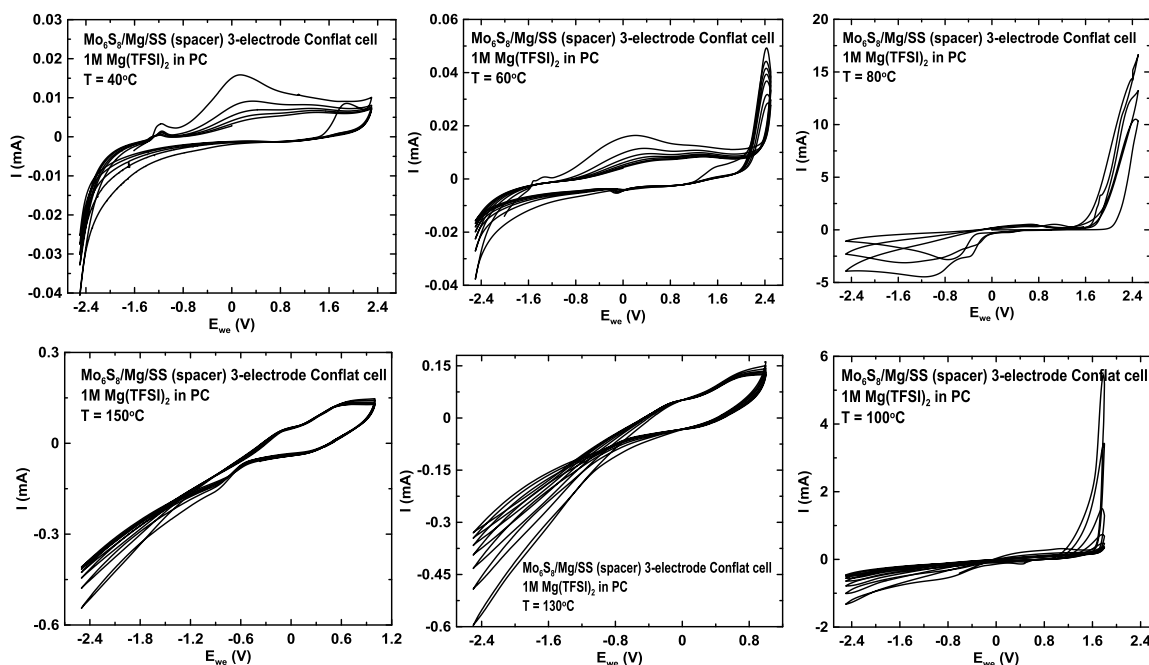 Mo₆S₈/Mg/SS (spacer) 3-electrode Conflat cell
1M Mg(TFSI)₂ in PC
T = 40°C
I (mA)
0.03
0.02
0.01
0
-0.01
-0.02
-0.03
-0.04
-2.4 -1.6 -0.8 0 0.8 1.6 2.4
E_we (V)
Mo₆S₈/Mg/SS (spacer) 3-electrode Conflat cell
1M Mg(TFSI)₂ in PC
T = 60°C
I (mA)
0.06
0.04
0.02
0
-0.02
-0.04
-2.4 -1.6 -0.8 0 0.8 1.6 2.4
E_we (V)
Mo₆S₈/Mg/SS (spacer) 3-electrode Conflat cell
1M Mg(TFSI)₂ in PC
T = 80°C
I (mA)
20
15
10
5
0
-5
-2.4 -1.6 -0.8 0 0.8 1.6 2.4
E_we (V)
Mo₆S₈/Mg/SS (spacer) 3-electrode Conflat cell
1M Mg(TFSI)₂ in PC
T = 150°C
I (mA)
0.3
0
-0.3
-0.6
-2.4 -1.8 -1.2 -0.6 0 0.6 1.2
E_we (V)
Mo₆S₈/Mg/SS (spacer) 3-electrode Conflat cell
1M Mg(TFSI)₂ in PC
T = 130°C
I (mA)
0.15
0
-0.15
-0.3
-0.45
-0.6
-2.4 -1.6 -0.8 0 0.8
E_we (V)
Mo₆S₈/Mg/SS (spacer) 3-electrode Conflat cell
1M Mg(TFSI)₂ in PC
T = 100°C
I (mA)
6
4
2
0
-2
-2.4 -1.6 -0.8 0 0.8 1.6 2.4
E_we (V)